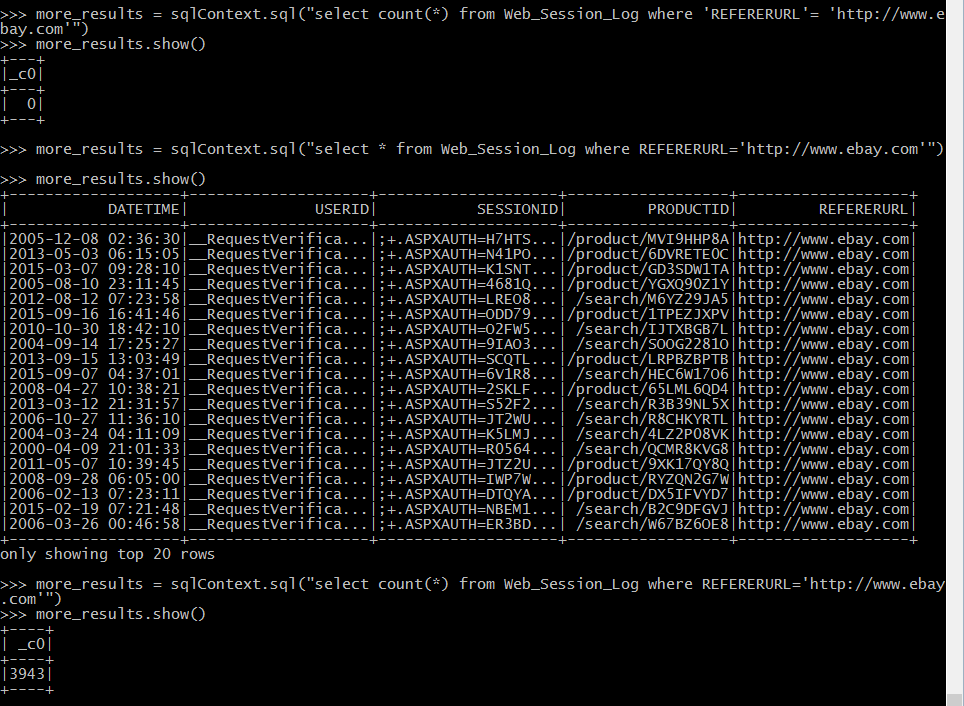 >>> more_results = sqlContext.sql("select count(*) from Web_Session_Log where 'REFERERURL'= 'http://www.e
bay.com'")
>>> more_results.show()
+---+
|_c0|
+---+
|  0|
+---+
>>> more_results = sqlContext.sql("select * from Web_Session_Log where REFERERURL='http://www.ebay.com'")
>>> more_results.show()
+-------------------+--------------------+--------------------+------------------+-------------------+
|           DATETIME|              USERID|           SESSIONID|         PRODUCTID|         REFERERURL|
+-------------------+--------------------+--------------------+------------------+-------------------+
|2005-12-08 02:36:30|__RequestVerifica...|;+.ASPXAUTH=H7HTS...|/product/MVI9HHP8A|http://www.ebay.com|
|2013-05-03 06:15:05|__RequestVerifica...|;+.ASPXAUTH=N41PO...|/product/6DVRETE0C|http://www.ebay.com|
|2015-03-07 09:28:10|__RequestVerifica...|;+.ASPXAUTH=K1SNT...|/product/GD3SDW1TA|http://www.ebay.com|
|2005-08-10 23:11:45|__RequestVerifica...|;+.ASPXAUTH=4681Q...|/product/YGXQ9OZ1Y|http://www.ebay.com|
|2012-08-12 07:23:58|__RequestVerifica...|;+.ASPXAUTH=LREO8...| /search/M6YZ29JA5|http://www.ebay.com|
|2015-09-16 16:41:46|__RequestVerifica...|;+.ASPXAUTH=ODD79...|/product/1TPEZJXPV|http://www.ebay.com|
|2010-10-30 18:42:10|__RequestVerifica...|;+.ASPXAUTH=O2FW5...| /search/IJTXBGB7L|http://www.ebay.com|
|2004-09-14 17:25:27|__RequestVerifica...|;+.ASPXAUTH=9IAO3...| /search/SOOG2281O|http://www.ebay.com|
|2013-09-15 13:03:49|__RequestVerifica...|;+.ASPXAUTH=SCQTL...|/product/LRPBZBPTB|http://www.ebay.com|
|2015-09-07 04:37:01|__RequestVerifica...|;+.ASPXAUTH=6V1R8...| /search/HEC6W17O6|http://www.ebay.com|
|2008-04-27 10:38:21|__RequestVerifica...|;+.ASPXAUTH=2SKLF...|/product/65LML6QD4|http://www.ebay.com|
|2013-03-12 21:31:57|__RequestVerifica...|;+.ASPXAUTH=S52F2...| /search/R3B39NL5X|http://www.ebay.com|
|2006-10-27 11:36:10|__RequestVerifica...|;+.ASPXAUTH=JT2WU...| /search/R8CHKYRTL|http://www.ebay.com|
|2004-03-24 04:11:09|__RequestVerifica...|;+.ASPXAUTH=K5LMJ...| /search/4LZ2P08VK|http://www.ebay.com|
|2000-04-09 21:01:33|__RequestVerifica...|;+.ASPXAUTH=RO564...| /search/QCMR8KVG8|http://www.ebay.com|
|2011-05-07 10:39:45|__RequestVerifica...|;+.ASPXAUTH=JTZ2U...|/product/9XK17QY8Q|http://www.ebay.com|
|2008-09-28 06:05:00|__RequestVerifica...|;+.ASPXAUTH=IWP7W...|/product/RYZQN2G7W|http://www.ebay.com|
|2006-02-13 07:23:11|__RequestVerifica...|;+.ASPXAUTH=DTQYA...|/product/DX5IFVYD7|http://www.ebay.com|
|2015-02-19 07:21:48|__RequestVerifica...|;+.ASPXAUTH=NBEM1...| /search/B2C9DFGVJ|http://www.ebay.com|
|2006-03-26 00:46:58|__RequestVerifica...|;+.ASPXAUTH=ER3BD...| /search/W67BZ6OE8|http://www.ebay.com|
+-------------------+--------------------+--------------------+------------------+-------------------+
only showing top 20 rows
>>> more_results = sqlContext.sql("select count(*) from Web_Session_Log where REFERERURL='http://www.ebay
.com'")
>>> more_results.show()
+----+
| _c0|
+----+
|3943|
+----+